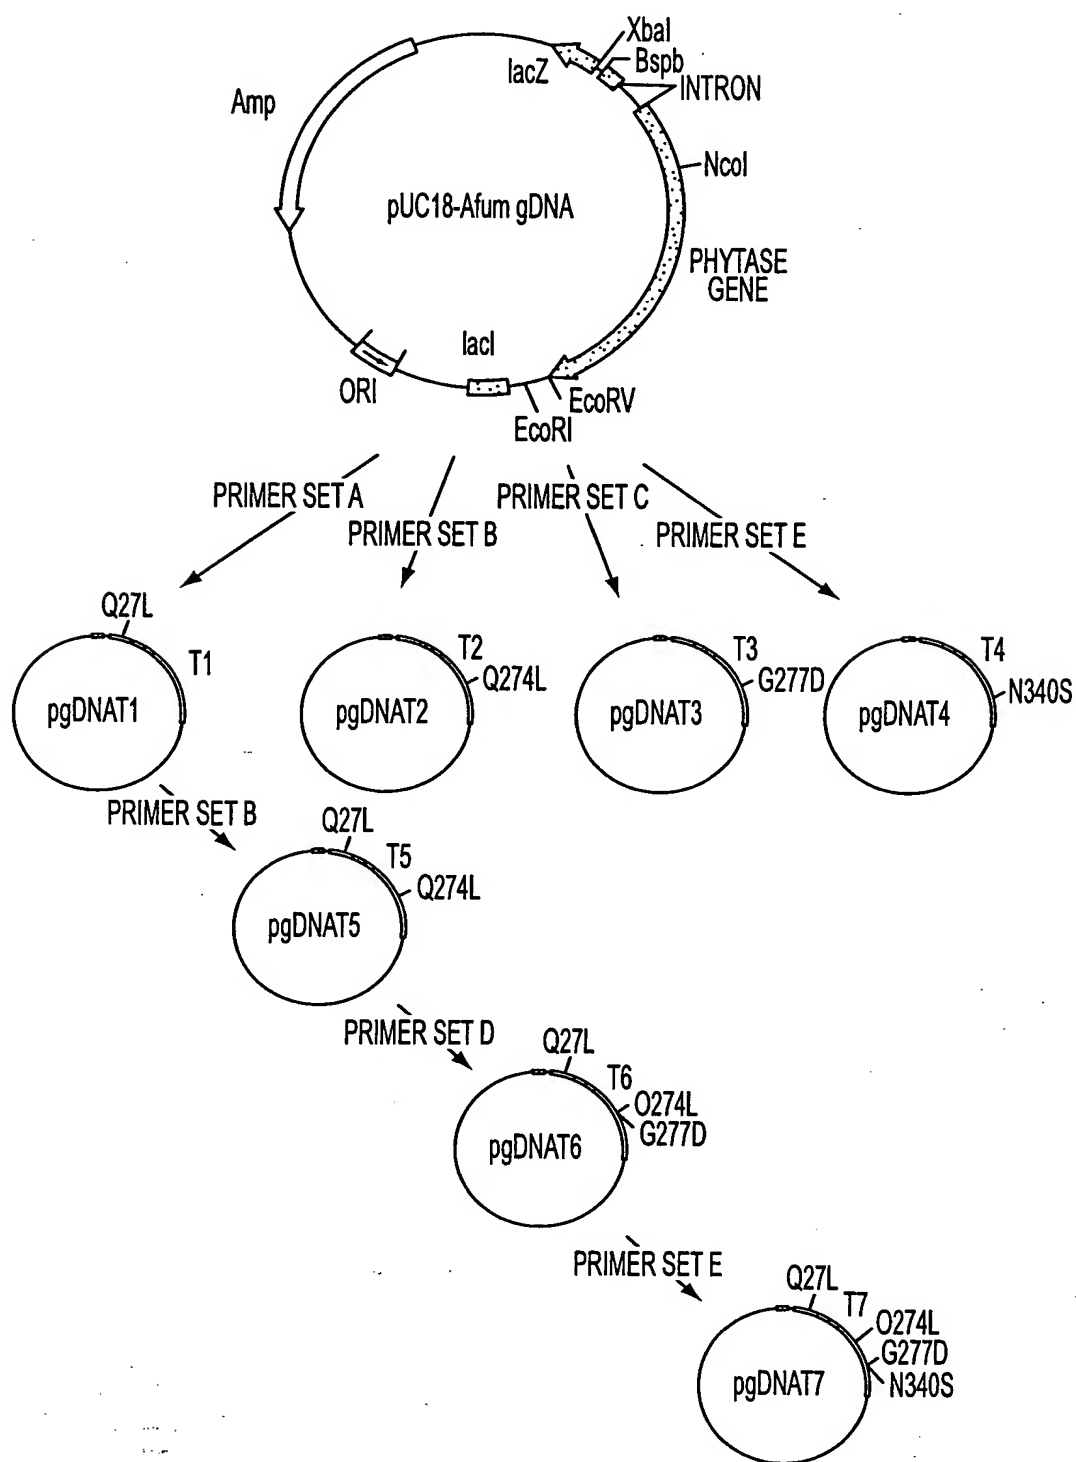 XbaI
Bspb
lacZ
INTRON
Amp
NcoI
pUC18-Afum gDNA
PHYTASE
GENE
lacI
ORI
EcoRV
EcoRI
PRIMER SET A
PRIMER SET B
PRIMER SET C
PRIMER SET E
Q27L
T1
pgDNAT1
T2
Q274L
pgDNAT2
T3
G277D
pgDNAT3
T4
N340S
pgDNAT4
PRIMER SET B
Q27L
T5
Q274L
pgDNAT5
PRIMER SET D
Q27L
T6
O274L
G277D
pgDNAT6
PRIMER SET E
Q27L
T7
O274L
G277D
N340S
pgDNAT7